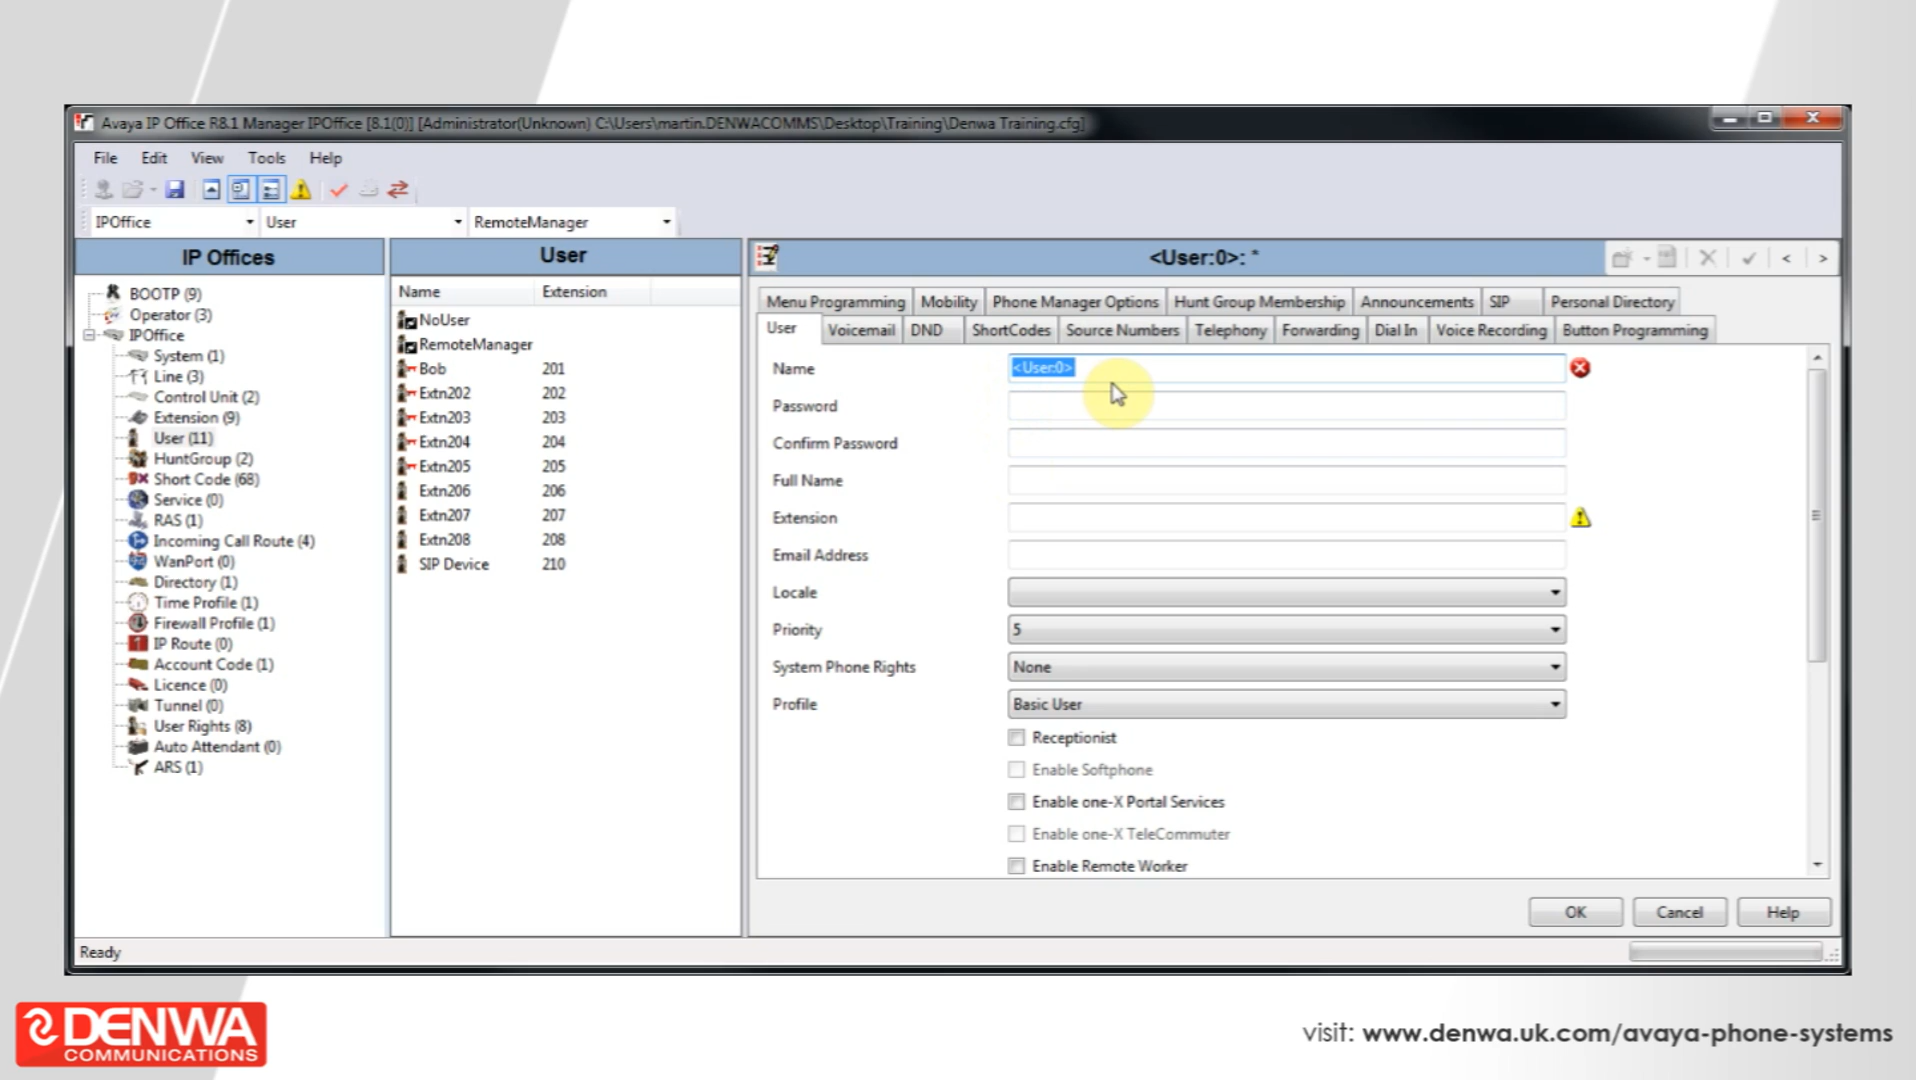 Avaya IP Office R8.1 Manager IPOffice [8.1(0)] [Administrator(Unknown) C:\Users\martin.DENWACOMMS\Desktop\Training\Denwa Training.cfg]
File Edit View Tools Help
IPOffice User RemoteManager
IP Offices
BOOTP (9)
Operator (3)
IPOffice
System (1)
Line (3)
Control Unit (2)
Extension (9)
User (11)
HuntGroup (2)
Short Code (68)
Service (0)
RAS (1)
Incoming Call Route (4)
WanPort (0)
Directory (1)
Time Profile (1)
Firewall Profile (1)
IP Route (0)
Account Code (1)
Licence (0)
Tunnel (0)
User Rights (8)
Auto Attendant (0)
ARS (1)
User
Name Extension
NoUser
RemoteManager
Bob 201
Extn202 202
Extn203 203
Extn204 204
Extn205 205
Extn206 206
Extn207 207
Extn208 208
SIP Device 210
<User:0>: *
Menu Programming Mobility Phone Manager Options Hunt Group Membership Announcements SIP Personal Directory
User Voicemail DND ShortCodes Source Numbers Telephony Forwarding Dial In Voice Recording Button Programming
Name <User:0>
Password
Confirm Password
Full Name
Extension
Email Address
Locale
Priority 5
System Phone Rights None
Profile Basic User
Receptionist
Enable Softphone
Enable one-X Portal Services
Enable one-X TeleCommuter
Enable Remote Worker
OK Cancel Help
Ready
DENWA
COMMUNICATIONS
visit: www.denwa.uk.com/avaya-phone-systems